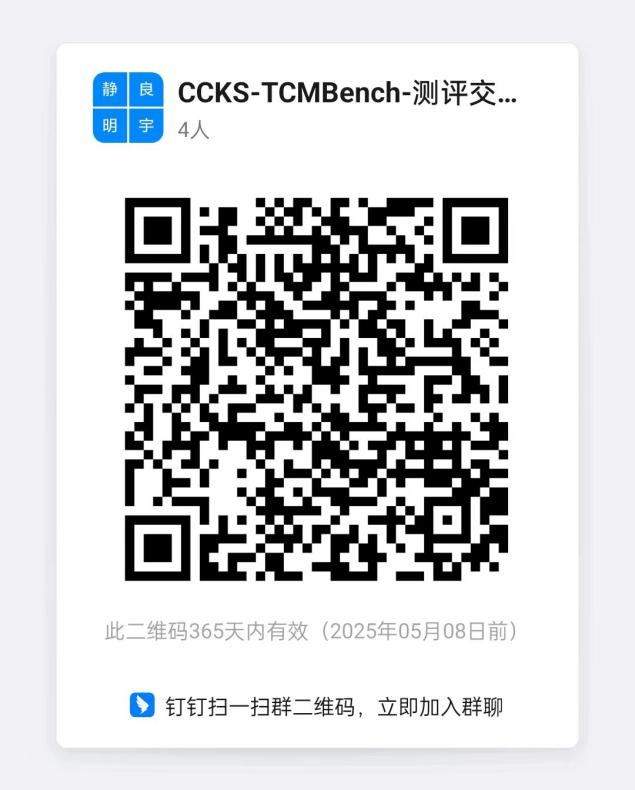 静 良
明 宇
CCKS-TCMBench-测评交...
4人
此二维码365天内有效（2025年05月08日前）
钉钉扫一扫群二维码，立即加入群聊